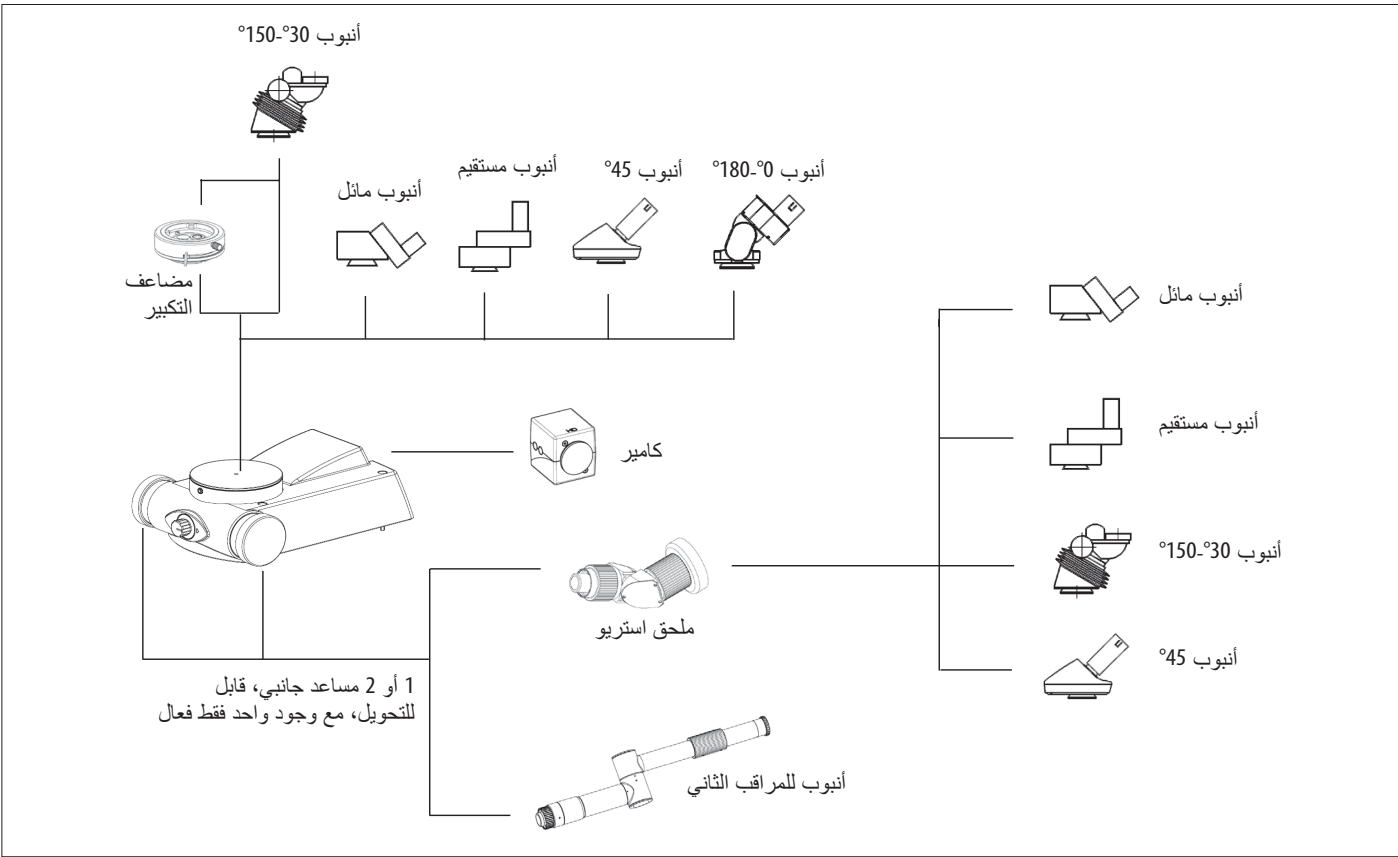 أنبوب 30°-150°
أنبوب مائل
أنبوب مستقيم
أنبوب 45°
أنبوب 0°-180°
مضاعف
التكبير
أنبوب مائل
كامير
أنبوب مستقيم
أنبوب 30°-150°
ملحق استريو
أنبوب 45°
1 أو 2 مساعد جانبي، قابل
للتحويل، مع وجود واحد فقط فعال
أنبوب للمراقب الثاني